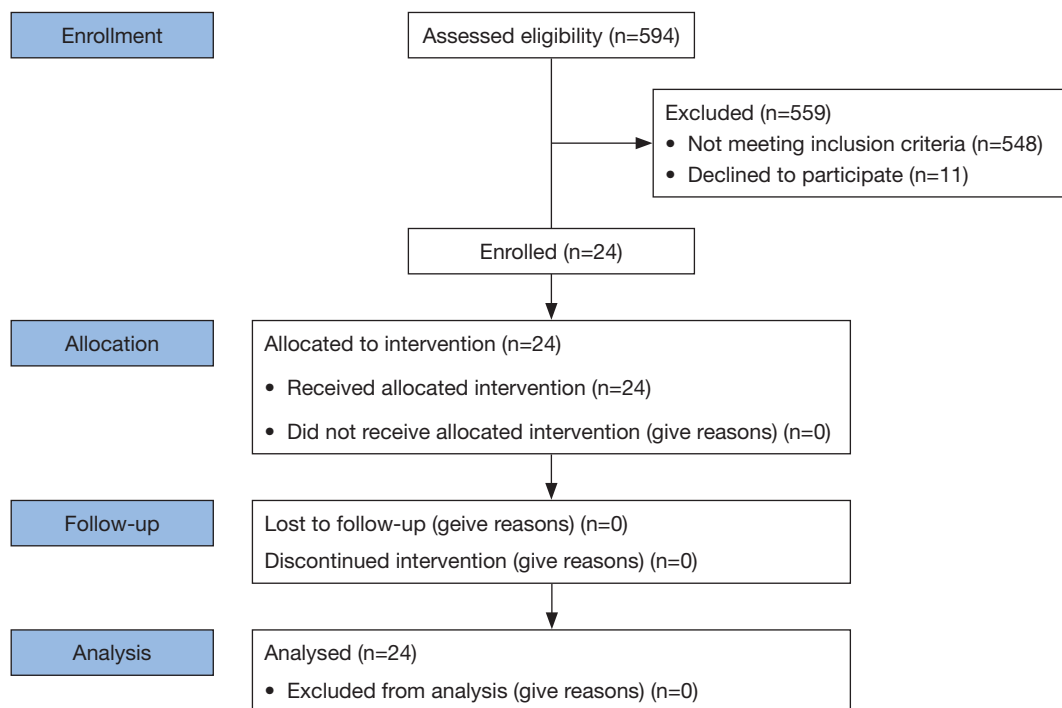 Enrollment
Assessed eligibility (n=594)
Excluded (n=559)
• Not meeting inclusion criteria (n=548)
• Declined to participate (n=11)
Enrolled (n=24)
Allocation
Allocated to intervention (n=24)
• Received allocated intervention (n=24)
• Did not receive allocated intervention (give reasons) (n=0)
Follow-up
Lost to follow-up (geive reasons) (n=0)
Discontinued intervention (give reasons) (n=0)
Analysis
Analysed (n=24)
• Excluded from analysis (give reasons) (n=0)